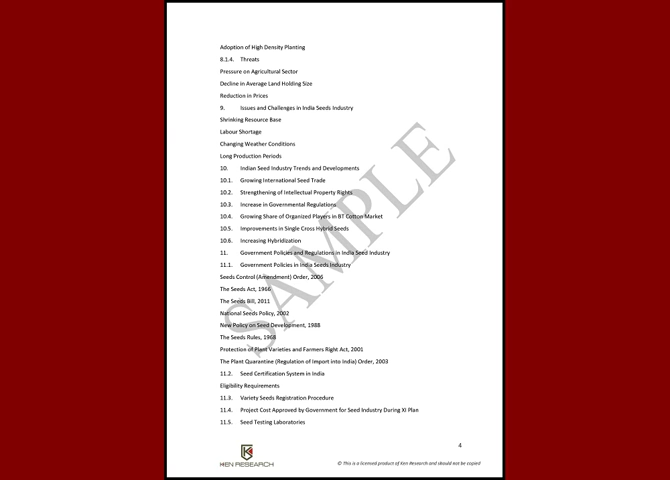 Adoption of High Density Planting
8.1.4. Threats
Pressure on Agricultural Sector
Decline in Average Land Holding Size
Reduction in Prices
9. Issues and Challenges in India Seeds Industry
Shrinking Resource Base
Labour Shortage
Changing Weather Conditions
Long Production Periods
10. Indian Seed Industry Trends and Developments
10.1. Growing International Seed Trade
10.2. Strengthening of Intellectual Property Rights
10.3. Increase in Governmental Regulations
10.4. Growing Share of Organized Players in BT Cotton Market
10.5. Improvements in Single Cross Hybrid Seeds
10.6. Increasing Hybridization
11. Government Policies and Regulations in India Seed Industry
11.1. Government Policies in India Seeds Industry
Seeds Control (Amendment) Order, 2006
The Seeds Act, 1966
The Seeds Bill, 2011
National Seeds Policy, 2002
New Policy on Seed Development, 1988
The Seeds Rules, 1968
Protection of Plant Varieties and Farmers Right Act, 2001
The Plant Quarantine (Regulation of Import into India) Order, 2003
11.2. Seed Certification System in India
Eligibility Requirements
11.3. Variety Seeds Registration Procedure
11.4. Project Cost Approved by Government for Seed Industry During XI Plan
11.5. Seed Testing Laboratories
SAMPLE
4
KEN RESEARCH
© This is a licensed product of Ken Research and should not be copied